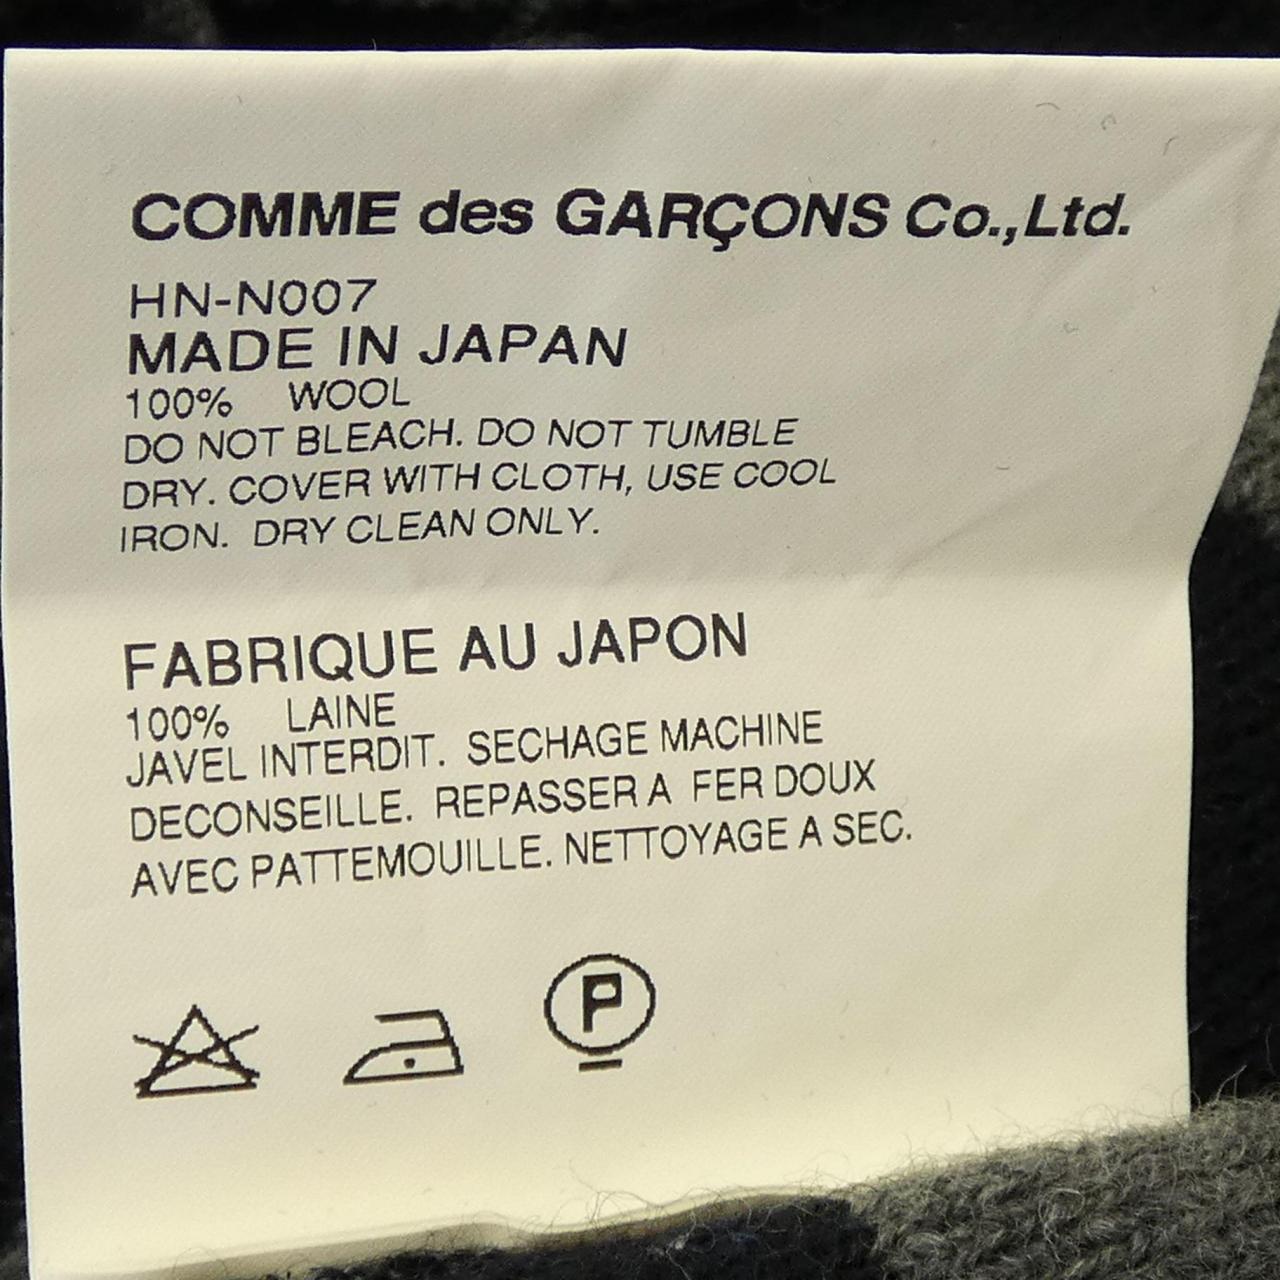 COMME des GARÇONS Co.,Ltd.
HN-N007
MADE IN JAPAN
100% WOOL
DO NOT BLEACH. DO NOT TUMBLE
DRY. COVER WITH CLOTH, USE COOL
IRON. DRY CLEAN ONLY.
FABRIQUE AU JAPON
100% LAINE
JAVEL INTERDIT. SECHAGE MACHINE
DECONSEILLE. REPASSER A FER DOUX
AVEC PATTEMOUILLE. NETTOYAGE A SEC.
P